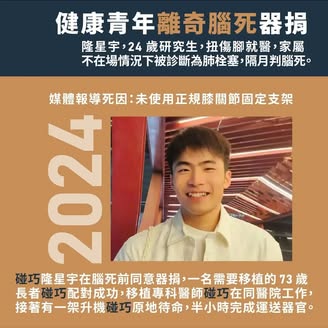 健康青年離奇腦死器捐
隆星宇，24 歲研究生，扭傷腳就醫，家屬
不在場情況下被診斷為肺栓塞，隔月判腦死。
媒體報導死因：未使用正規膝關節固定支架
2024
碰巧隆星宇在腦死前同意器捐，一名需要移植的 73 歲
長者碰巧配對成功，移植專科醫師碰巧在同醫院工作，
接著有一架升機碰巧原地待命，半小時完成運送器官。